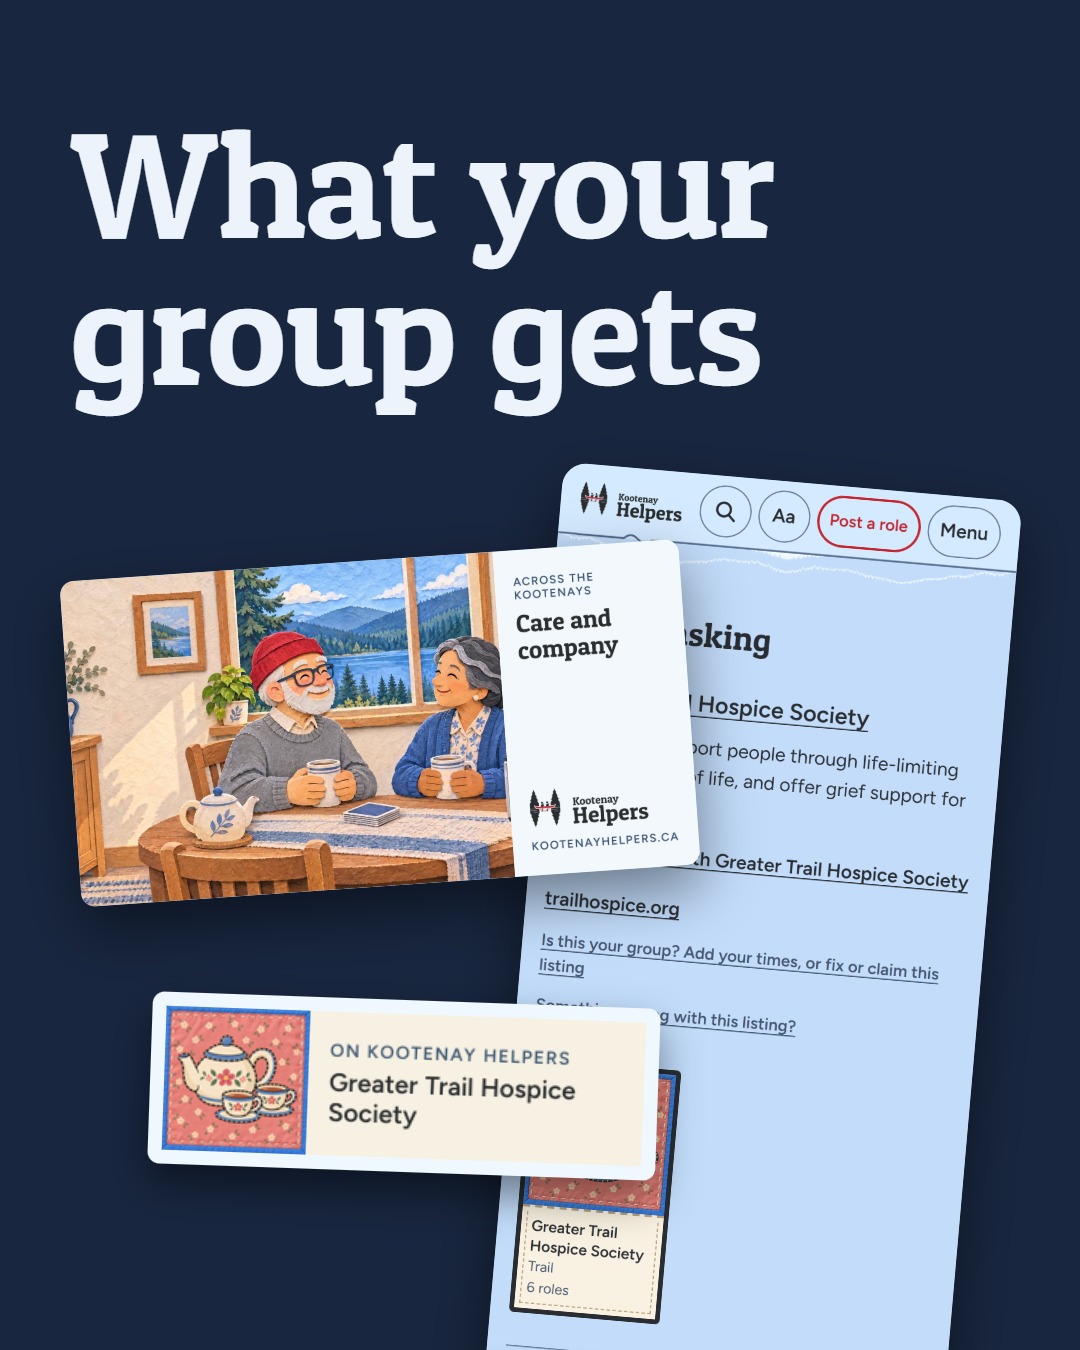 What your
group gets
Kootenay
Helpers
Aa
Post a role
Menu
ACROSS THE
KOOTENAYS
Care and
company
Kootenay
Helpers
KOOTENAYHELPERS.CA
asking
Hospice Society
people through life-limiting
of life, and offer grief support for
Greater Trail Hospice Society
trailhospice.org
Is this your group? Add your times, or fix or claim this
listing
with this listing?
ON KOOTENAY HELPERS
Greater Trail Hospice
Society
Greater Trail
Hospice Society
Trail
6 roles